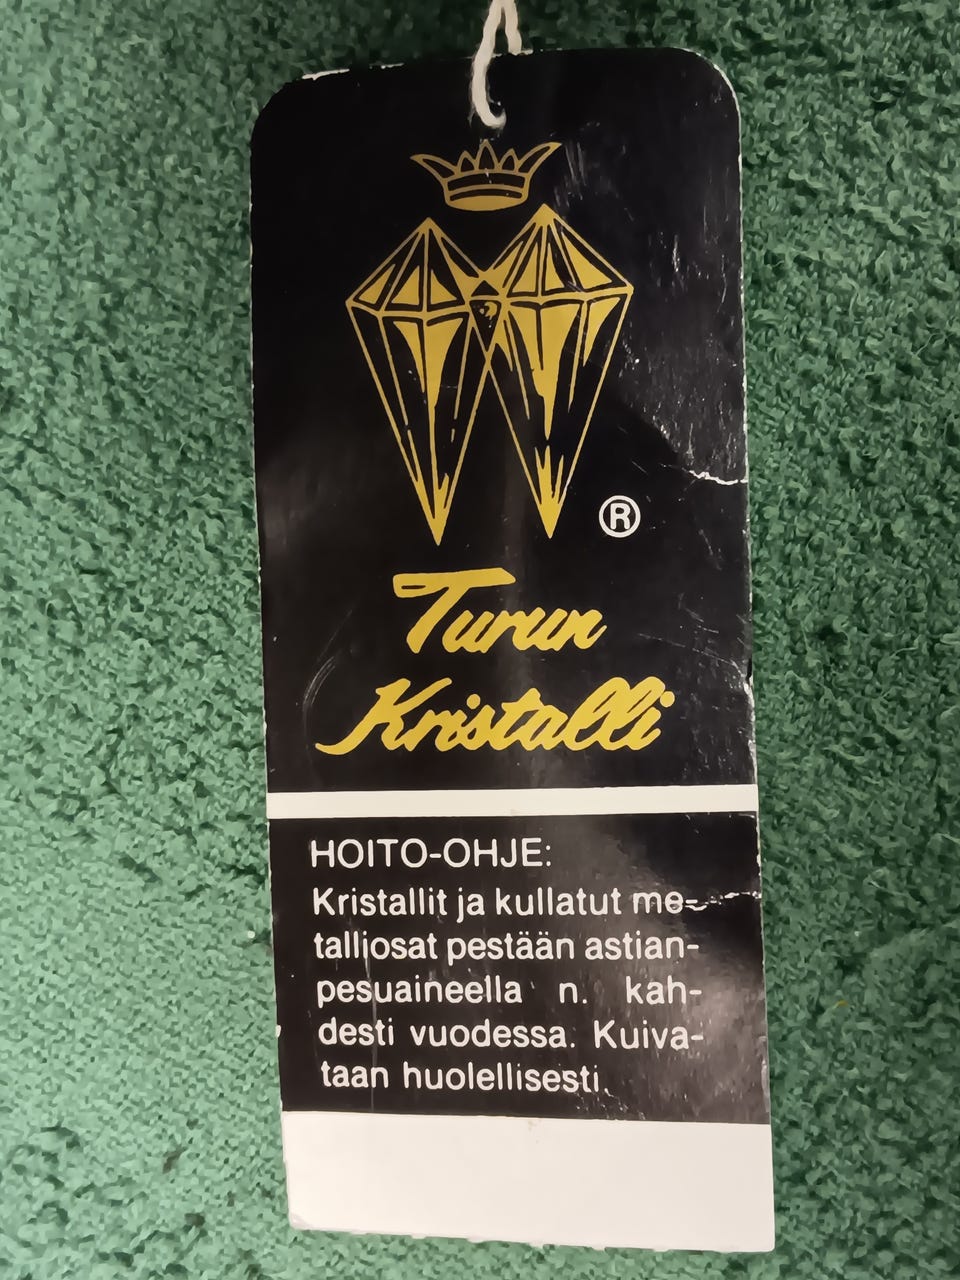 ®
Turun
Kristalli
HOITO-OHJE:
Kristallit ja kullatut me-
talliosat pestään astian-
pesuaineella n. kah-
desti vuodessa. Kuiva-
taan huolellisesti.